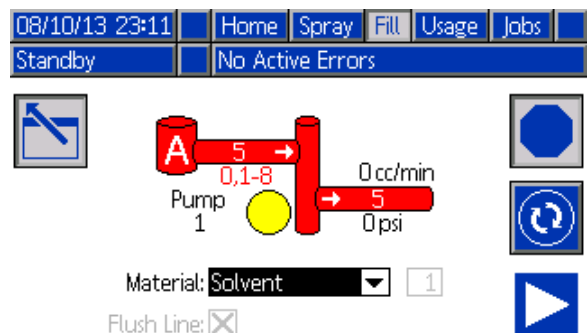 08/10/13 23:11 Home Spray Fill Usage Jobs
Standby No Active Errors
A 5
0,1-8
0 cc/min
Pump
1
5
0 psi
Material: Solvent 1
Flush Line: